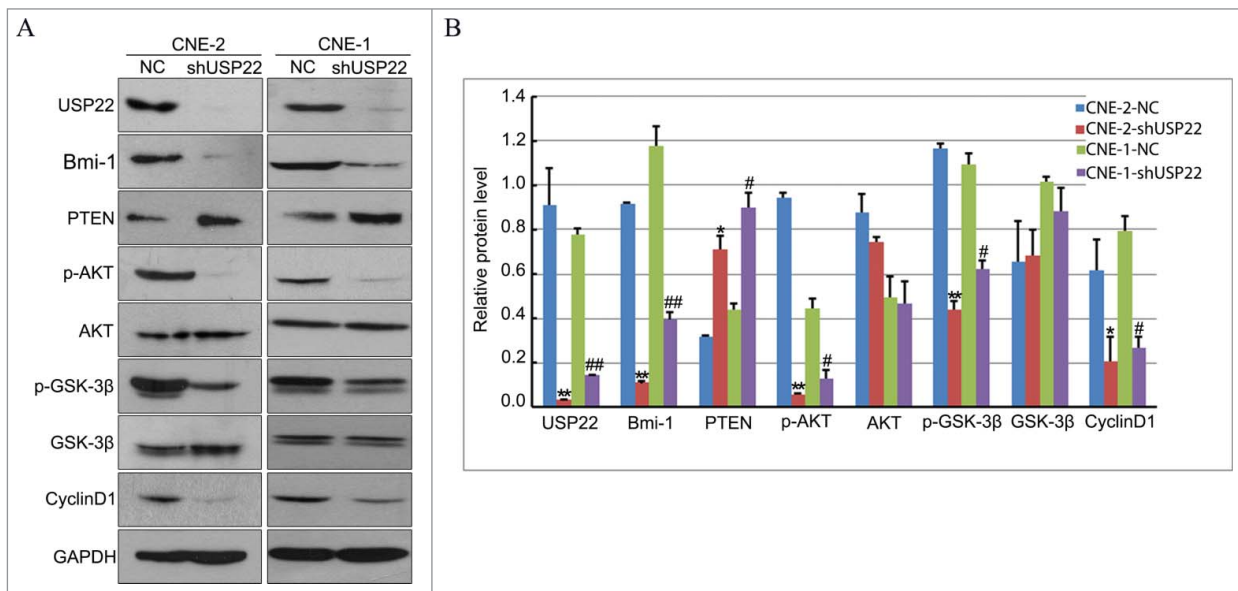 A
CNE-2 CNE-1
NC shUSP22 NC shUSP22
USP22
Bmi-1
PTEN
p-AKT
AKT
p-GSK-3β
GSK-3β
CyclinD1
GAPDH
B
Relative protein level
1.4
1.2
1.0
0.8
0.6
0.4
0.2
0.0
CNE-2-NC
CNE-2-shUSP22
CNE-1-NC
CNE-1-shUSP22
** ## ** ## * # ** # ** # * #
USP22 Bmi-1 PTEN p-AKT AKT p-GSK-3β GSK-3β CyclinD1